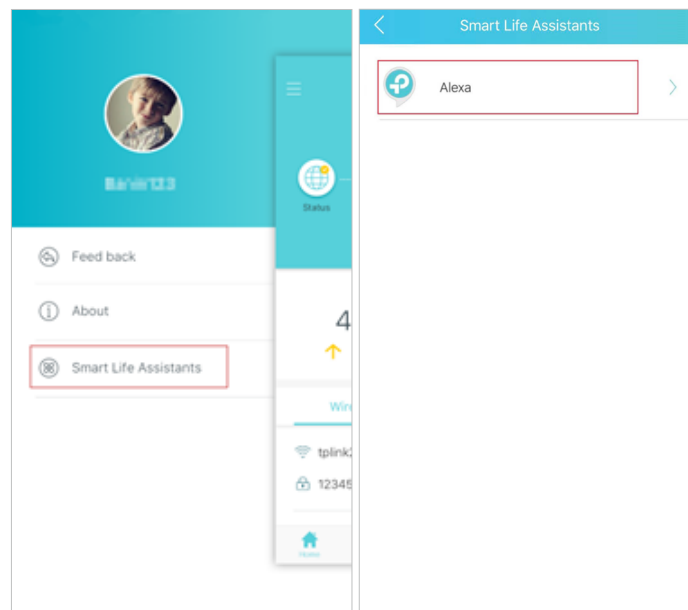 Status
Feed back
About
Smart Life Assistants
4
tplink
12345
Home
Smart Life Assistants
Alexa